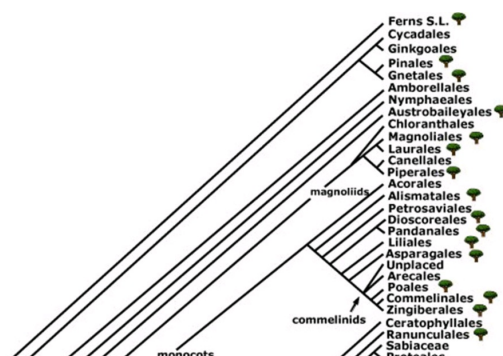 Ferns S.L.
Cycadales
Ginkgoales
Pinales
Gnetales
Amborellales
Nymphaeales
Austrobaileyales
Chloranthales
Magnoliales
Laurales
Canellales
Piperales
magnoliids
Acorales
Alismatales
Petrosaviales
Dioscoreales
Pandanales
Liliales
Asparagales
Unplaced
Arecales
Poales
Commelinales
Zingiberales
commelinids
Ceratophyllales
Ranunculales
Sabiaceae
monocots
Proteales